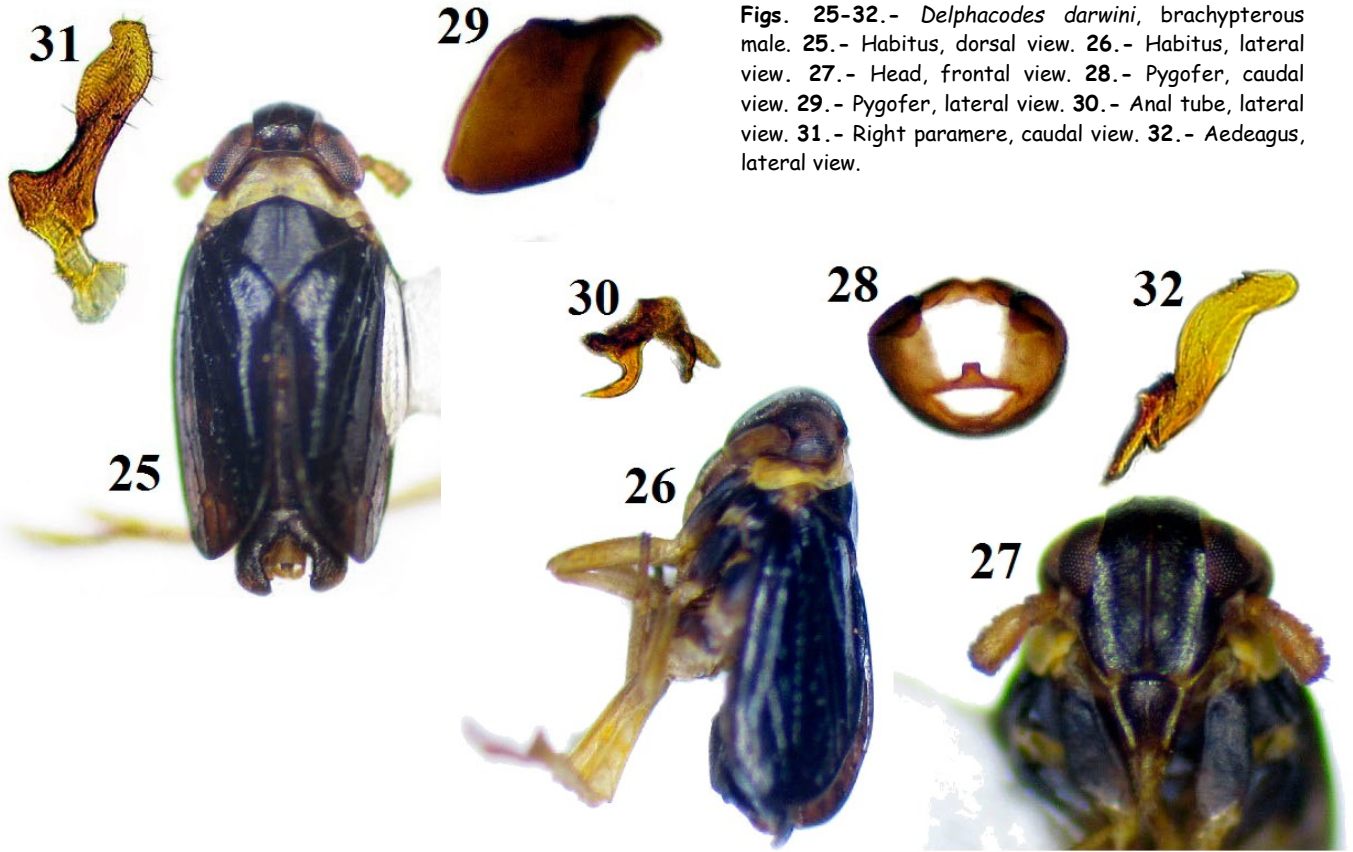 31
29
Figs. 25-32.- Delphacodes darwini, brachypterous
male. 25.- Habitus, dorsal view. 26.- Habitus, lateral
view. 27.- Head, frontal view. 28.- Pygofer, caudal
view. 29.- Pygofer, lateral view. 30.- Anal tube, lateral
view. 31.- Right paramere, caudal view. 32.- Aedeagus,
lateral view.
30
28
32
25
26
27